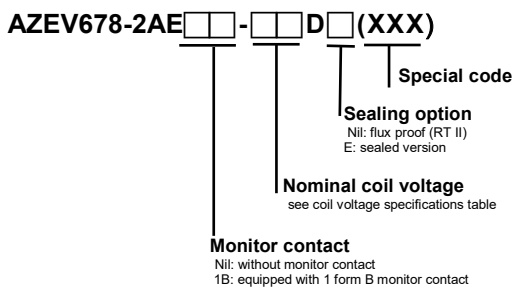 AZEV678-2AE□□-□□D□(XXX)
Special code
Sealing option
Nil: flux proof (RT II)
E: sealed version
Nominal coil voltage
see coil voltage specifications table
Monitor contact
Nil: without monitor contact
1B: equipped with 1 form B monitor contact